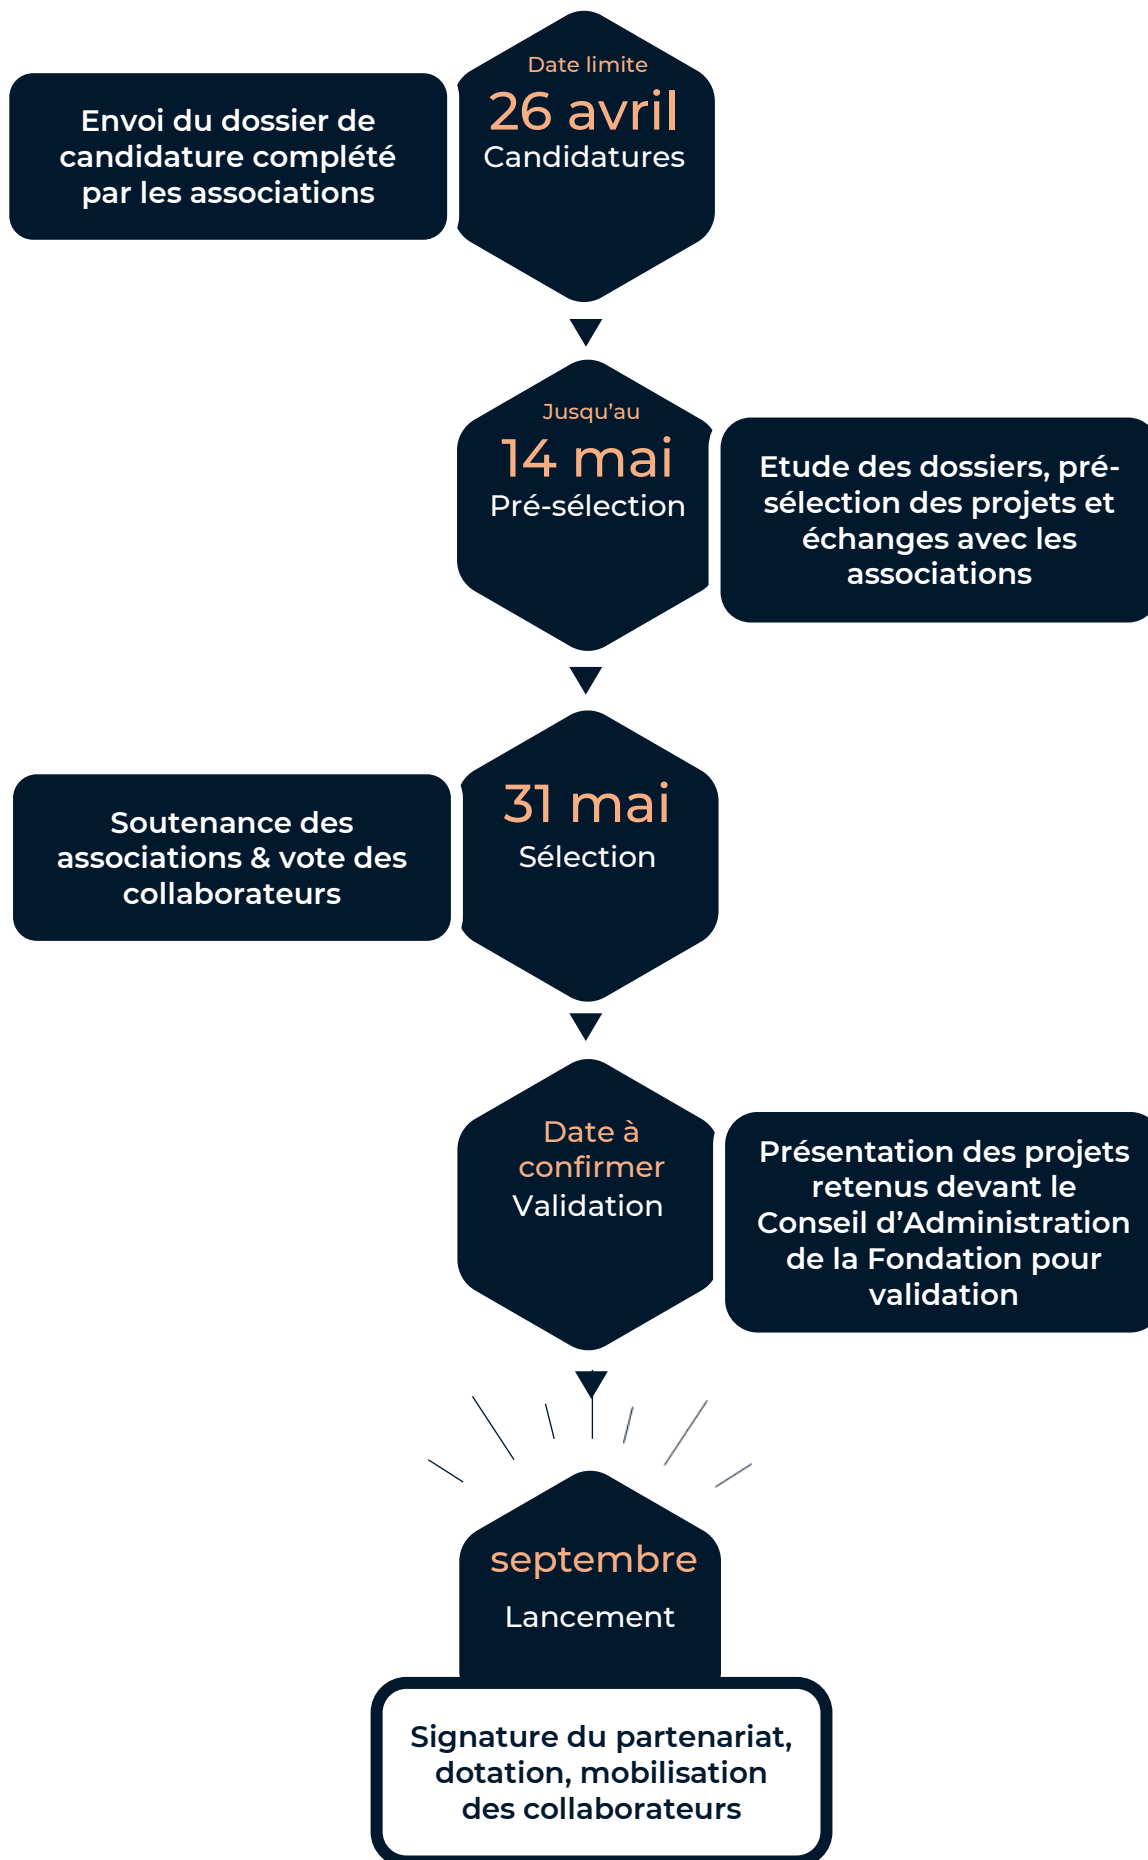 Date limite
26 avril
Candidatures
Envoi du dossier de
candidature complété
par les associations
Jusqu'au
14 mai
Pré-sélection
Etude des dossiers, pré-
sélection des projets et
échanges avec les
associations
31 mai
Sélection
Soutenance des
associations & vote des
collaborateurs
Date à
confirmer
Validation
Présentation des projets
retenus devant le
Conseil d'Administration
de la Fondation pour
validation
septembre
Lancement
Signature du partenariat,
dotation, mobilisation
des collaborateurs